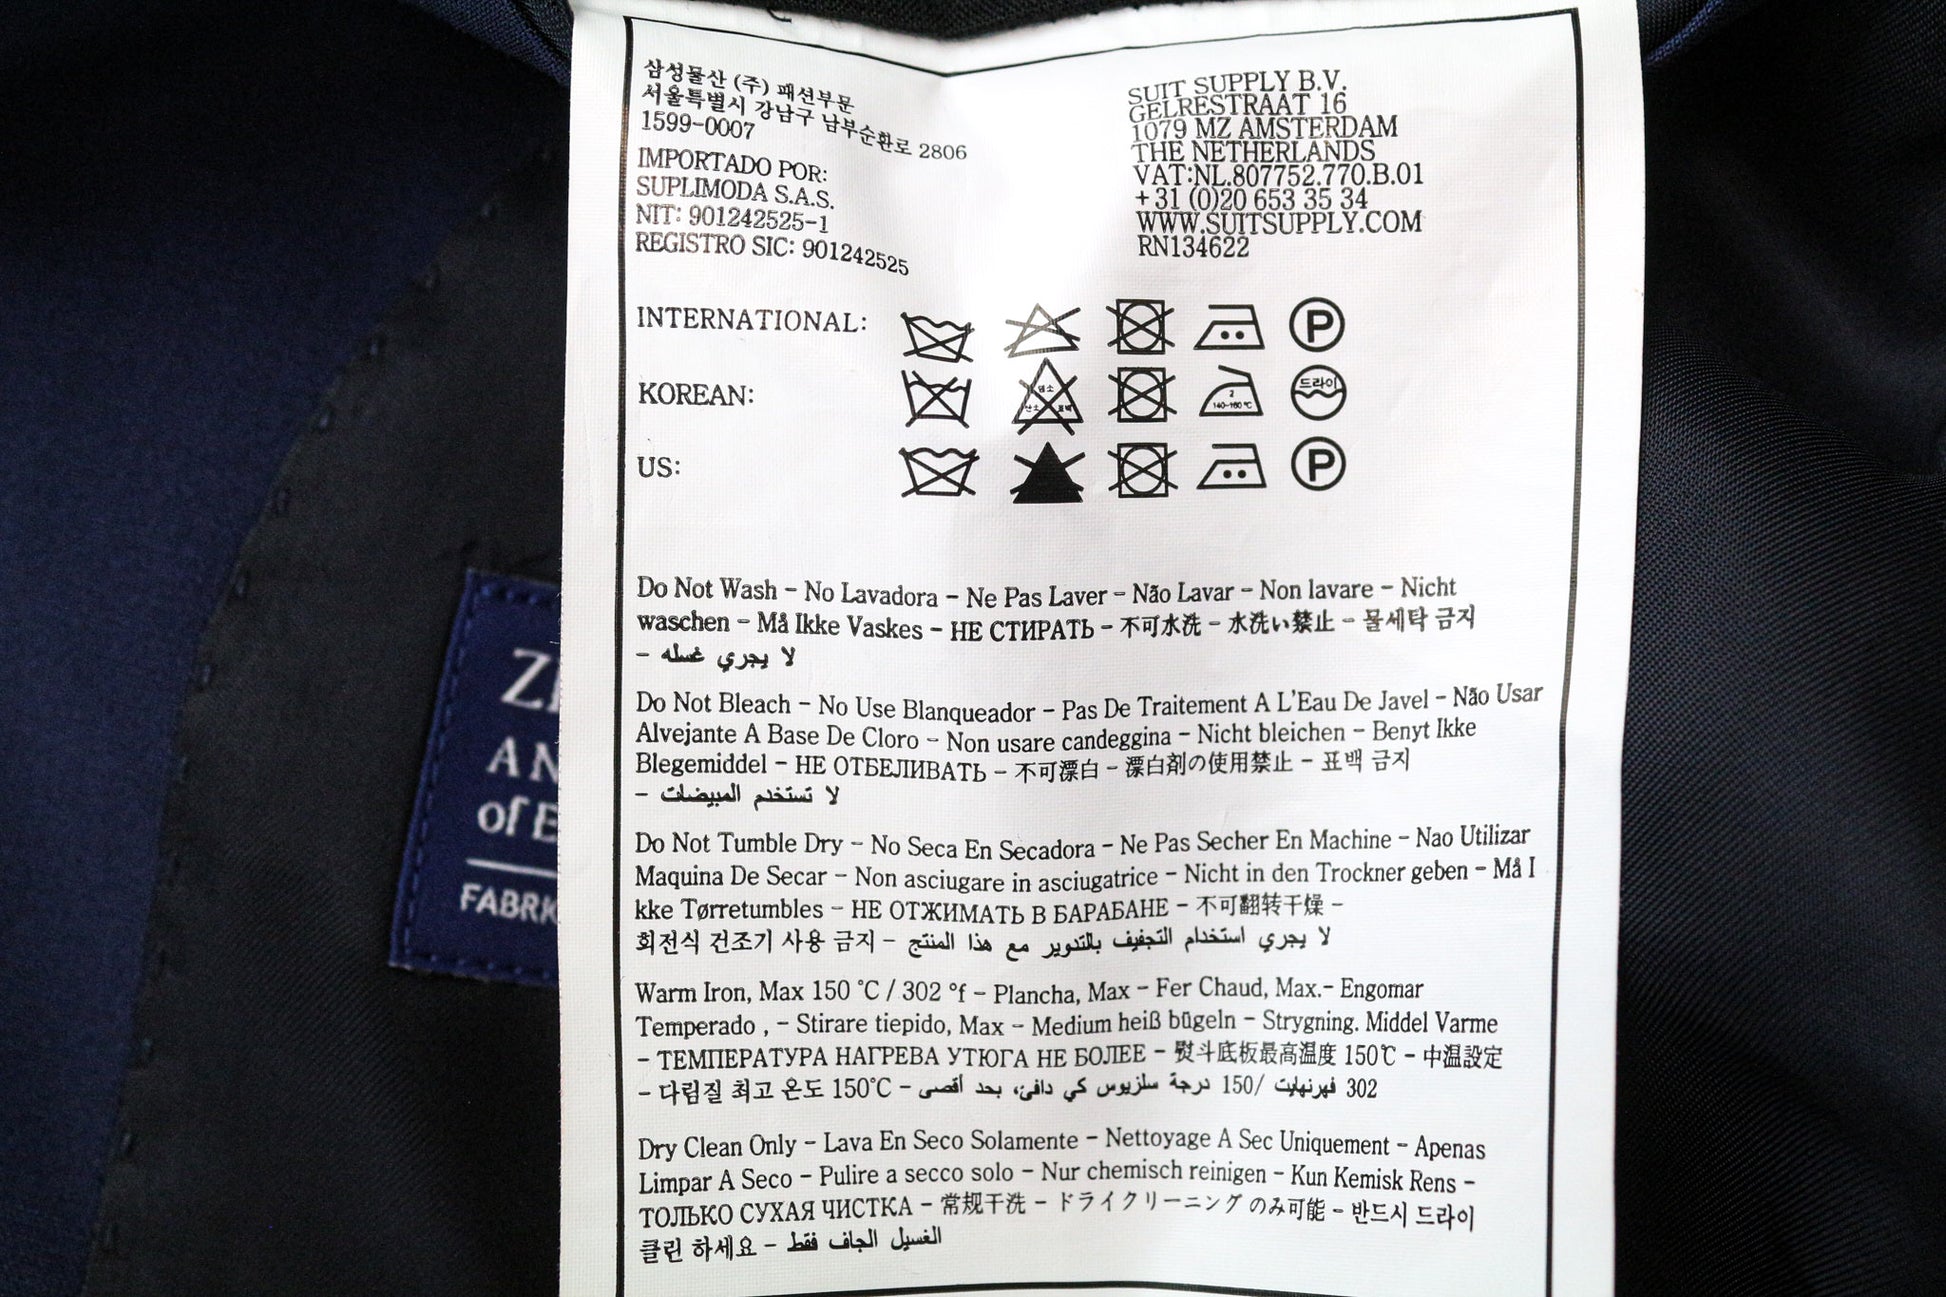 삼성물산 (주) 패션부문
서울특별시 강남구 남부순환로 2806
1599-0007
IMPORTADO POR:
SUPLIMODA S.A.S.
NIT: 901242525-1
REGISTRO SIC: 901242525
SUIT SUPPLY B.V.
GELRESTRAAT 16
1079 MZ AMSTERDAM
THE NETHERLANDS
VAT:NL.807752.770.B.01
+31 (0)20 653 35 34
WWW.SUITSUPPLY.COM
RN134622
INTERNATIONAL:
P
KOREAN:
염소
산소 표백
2
140~160℃
드라이
US:
P
Do Not Wash - No Lavadora - Ne Pas Laver - Não Lavar - Non lavare - Nicht
waschen - Må Ikke Vaskes - НЕ СТИРАТЬ - 不可水洗 - 水洗い禁止 - 물세탁 금지
- لا يجري غسله
Do Not Bleach - No Use Blanqueador - Pas De Traitement A L'Eau De Javel - Não Usar
Alvejante A Base De Cloro - Non usare candeggina - Nicht bleichen - Benyt Ikke
Blegemiddel - НЕ ОТБЕЛИВАТЬ - 不可漂白 - 漂白剤の使用禁止 - 표백 금지
- لا تستخدم المبيضات
Do Not Tumble Dry - No Seca En Secadora - Ne Pas Secher En Machine - Nao Utilizar
Maquina De Secar - Non asciugare in asciugatrice - Nicht in den Trockner geben - Må I
kke Tørretumbles - НЕ ОТЖИМАТЬ В БАРАБАНЕ - 不可翻转干燥 -
회전식 건조기 사용 금지 - لا يجري استخدام التجفيف بالتدوير مع هذا المنتج
Warm Iron, Max 150 °C / 302 °f - Plancha, Max - Fer Chaud, Max.- Engomar
Temperado , - Stirare tiepido, Max - Medium heiß bügeln - Strygning. Middel Varme
- ТЕМПЕРАТУРА НАГРЕВА УТЮГА НЕ БОЛЕЕ - 熨斗底板最高温度 150℃ - 中温設定
- 다림질 최고 온도 150℃ - كي دافئ، بحد أقصى 150 درجة سلزيوس/ 302 فهرنهايت
Dry Clean Only - Lava En Seco Solamente - Nettoyage A Sec Uniquement - Apenas
Limpar A Seco - Pulire a secco solo - Nur chemisch reinigen - Kun Kemisk Rens -
ТОЛЬКО СУХАЯ ЧИСТКА - 常规干洗 - ドライクリーニング のみ可能 - 반드시 드라이
클린 하세요 - الغسيل الجاف فقط